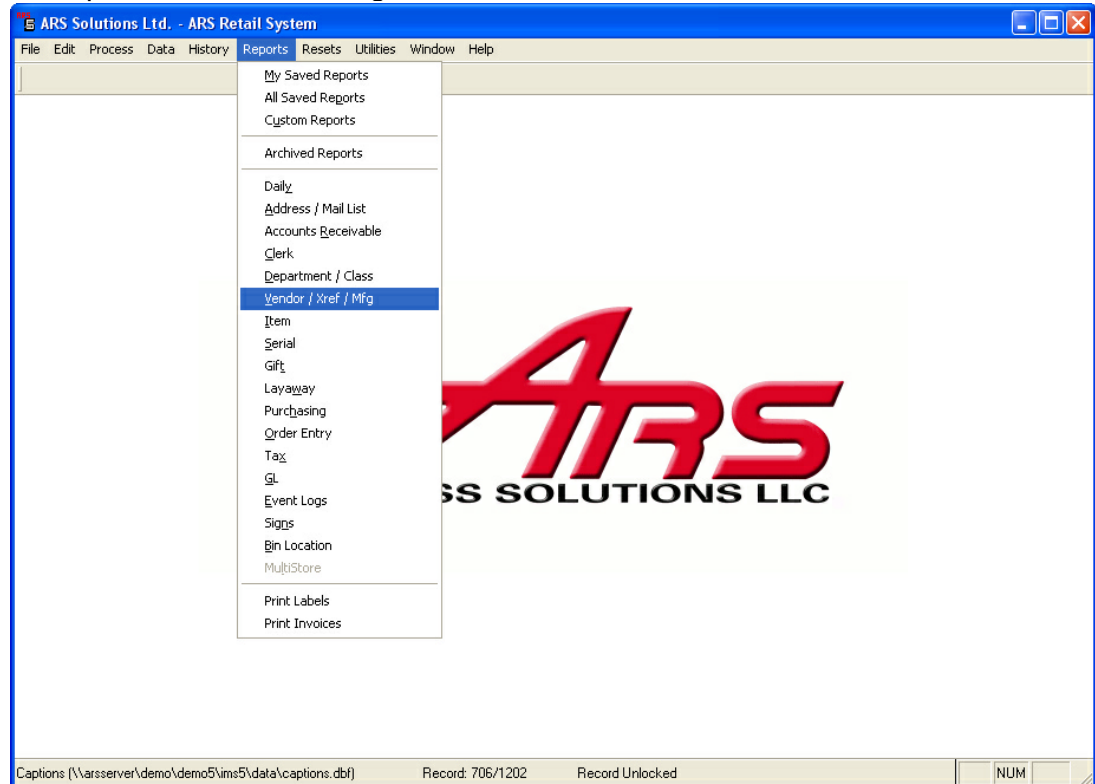 ARS Solutions Ltd. - ARS Retail System
File Edit Process Data History Reports Resets Utilities Window Help
My Saved Reports
All Saved Reports
Custom Reports
Archived Reports
Daily
Address / Mail List
Accounts Receivable
Clerk
Department / Class
Vendor / Xref / Mfg
Item
Serial
Gift
Layaway
Purchasing
Order Entry
Tax
GL
Event Logs
Signs
Bin Location
MultiStore
Print Labels
Print Invoices
ARS
SS SOLUTIONS LLC
Captions (\\arsserver\demo\demo5\ims5\data\captions.dbf) Record: 706/1202 Record Unlocked NUM